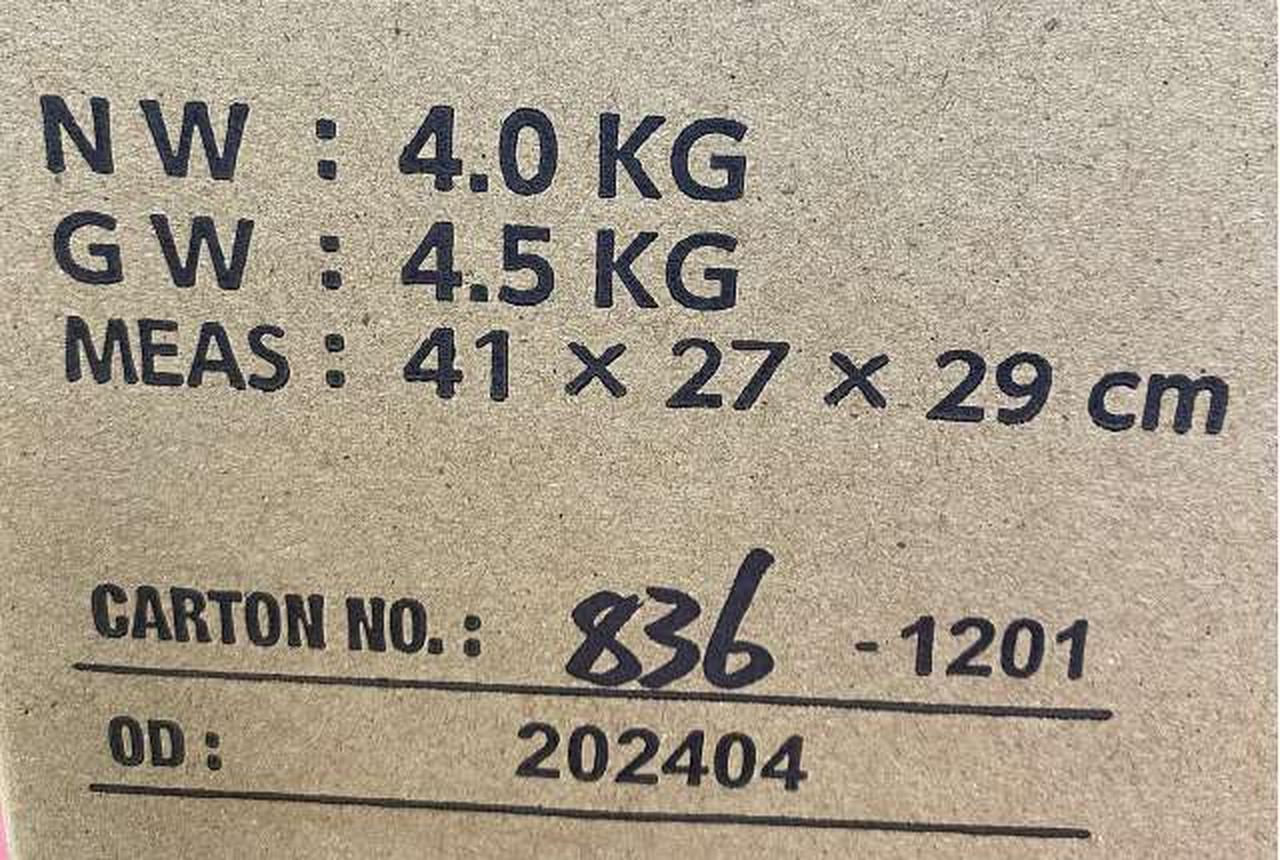 N W : 4.0 KG
G W : 4.5 KG
MEAS : 41 × 27 × 29 cm
CARTON NO. : 836 - 1201
OD : 202404